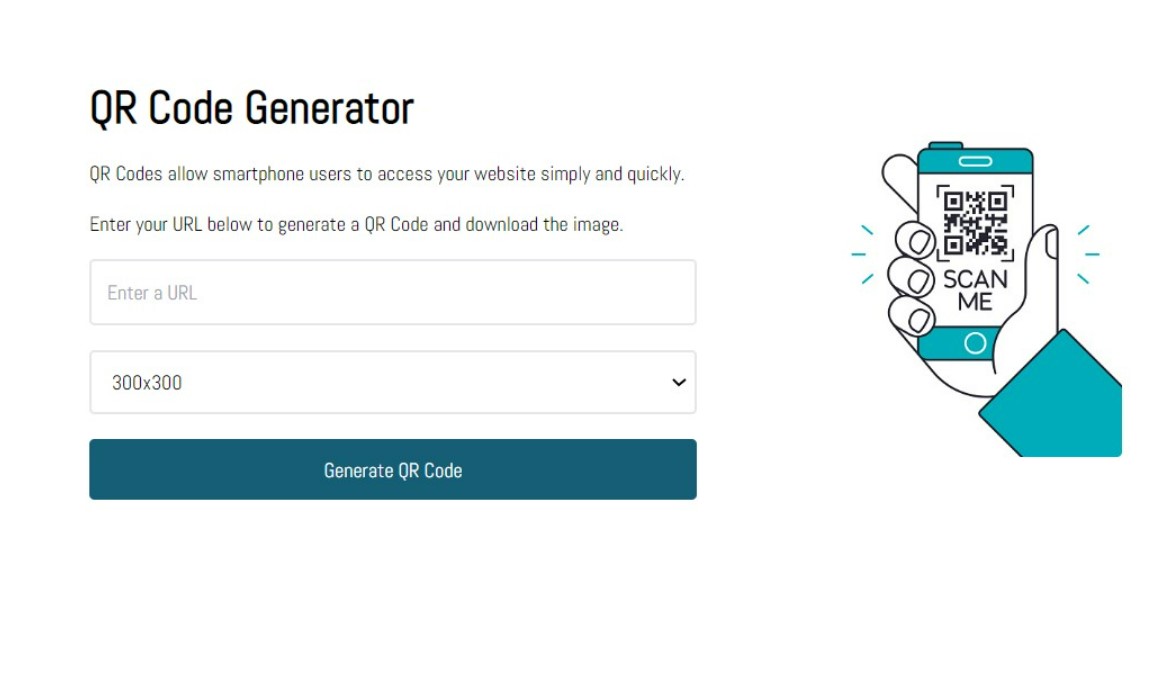 QR Code Generator
QR Codes allow smartphone users to access your website simply and quickly.
Enter your URL below to generate a QR Code and download the image.
Enter a URL
300x300
Generate QR Code
SCAN
ME